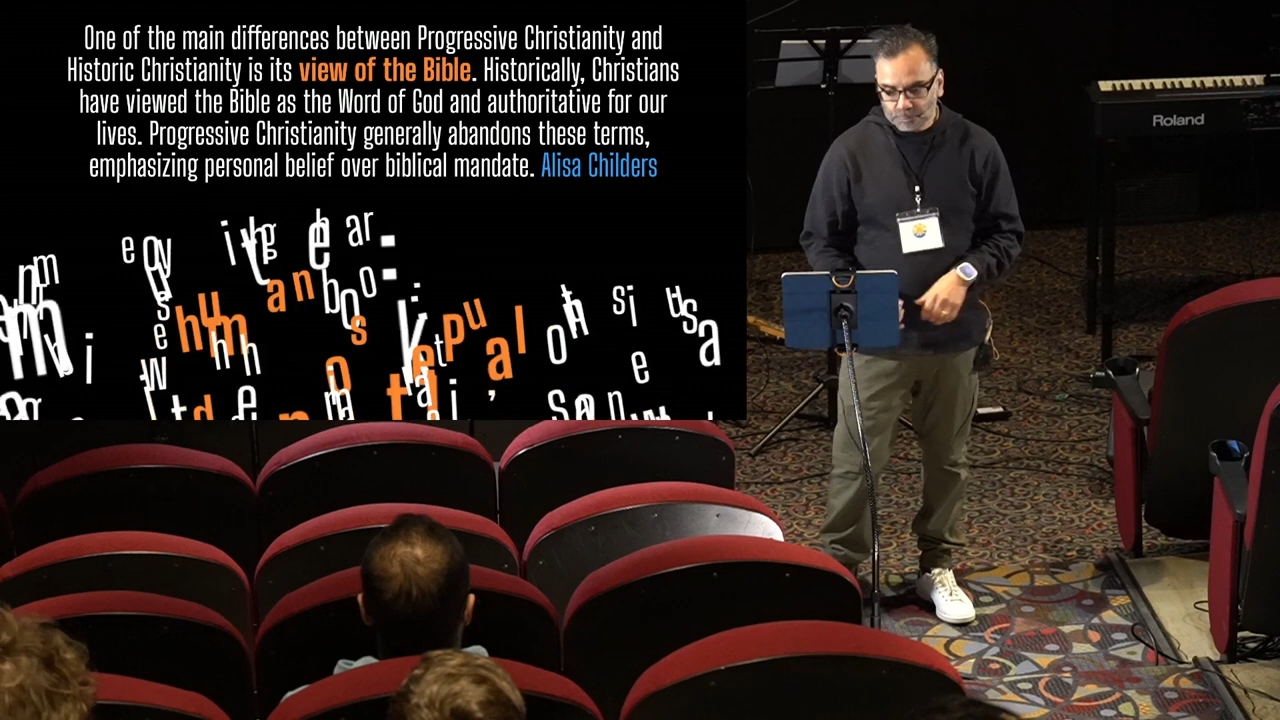 One of the main differences between Progressive Christianity and
Historic Christianity is its view of the Bible. Historically, Christians
have viewed the Bible as the Word of God and authoritative for our
lives. Progressive Christianity generally abandons these terms,
emphasizing personal belief over biblical mandate. Alisa Childers
Roland